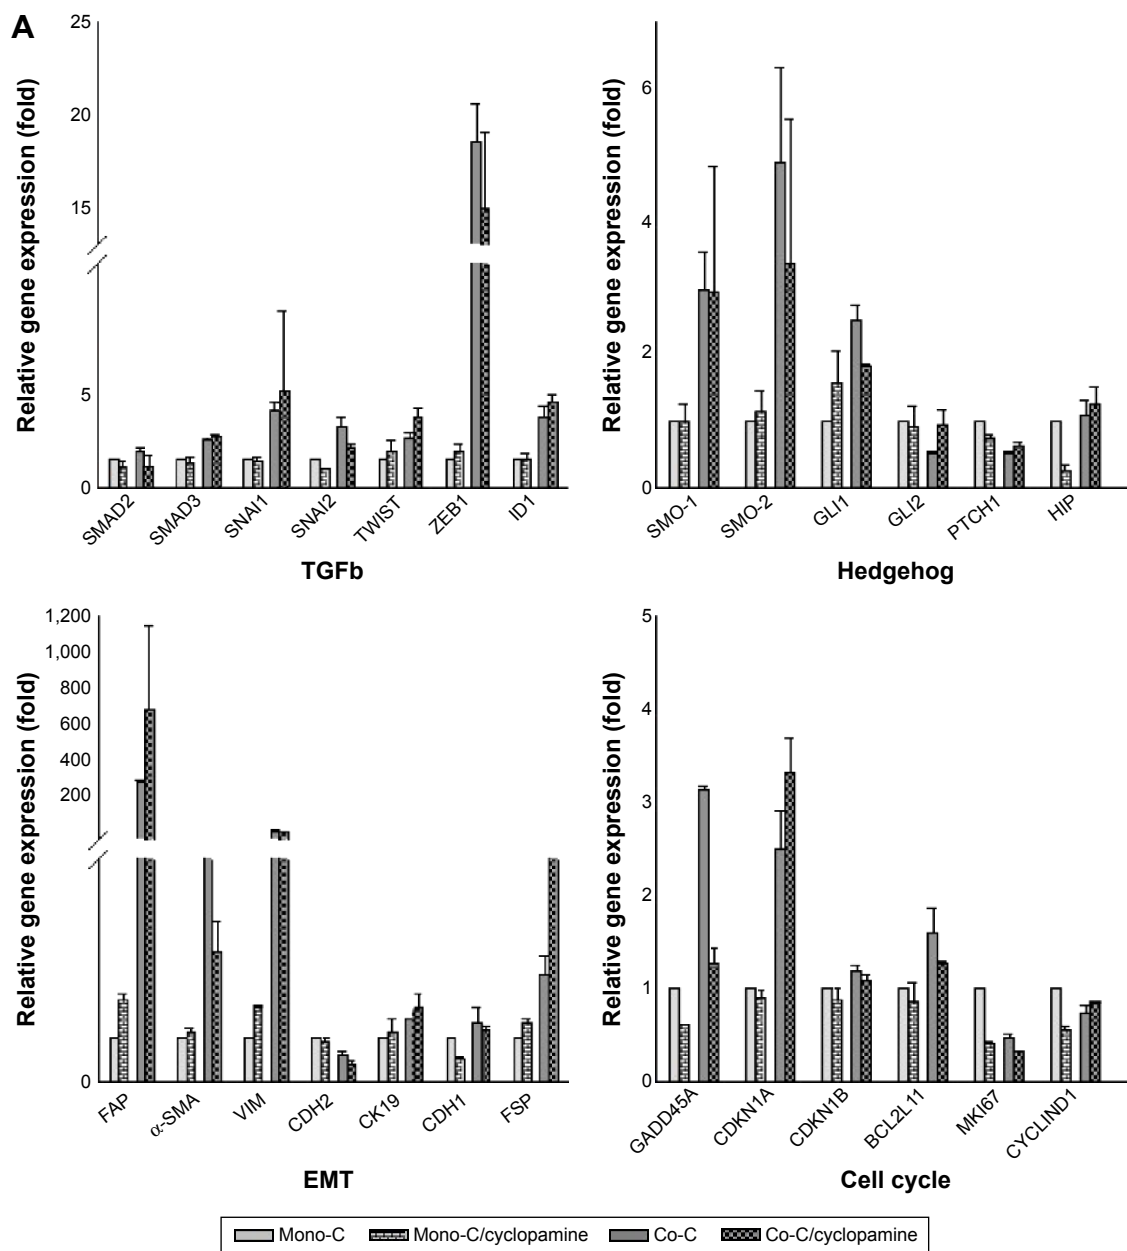 A
Relative gene expression (fold)
25
20
15
5
0
SMAD2
SMAD3
SNAI1
SNAI2
TWIST
ZEB1
ID1
TGFb
Relative gene expression (fold)
6
4
2
0
SMO-1
SMO-2
GLI1
GLI2
PTCH1
HIP
Hedgehog
Relative gene expression (fold)
1,200
1,000
800
600
400
200
0
FAP
α-SMA
VIM
CDH2
CK19
CDH1
FSP
EMT
Relative gene expression (fold)
5
4
3
2
1
0
GADD45A
CDKN1A
CDKN1B
BCL2L11
MKI67
CYCLIND1
Cell cycle
Mono-C Mono-C/cyclopamine Co-C Co-C/cyclopamine